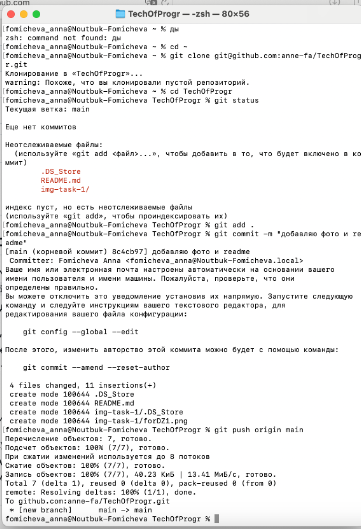 TechOfProgr — -zsh — 80×56
fomicheva_anna@Noutbuk-Fomicheva ~ % ды
zsh: command not found: ды
fomicheva_anna@Noutbuk-Fomicheva ~ % cd ~
fomicheva_anna@Noutbuk-Fomicheva ~ % git clone git@github.com:anne-fa/TechOfProg
r.git
Клонирование в «TechOfProgr»...
warning: Похоже, что вы клонировали пустой репозиторий.
fomicheva_anna@Noutbuk-Fomicheva ~ % cd TechOfProgr
fomicheva_anna@Noutbuk-Fomicheva TechOfProgr % git status
Текущая ветка: main

Еще нет коммитов

Неотслеживаемые файлы:
(используйте «git add <файл>...», чтобы добавить в то, что будет включено в ко
ммит)
.DS_Store
README.md
img-task-1/

индекс пуст, но есть неотслеживаемые файлы
(используйте «git add», чтобы проиндексировать их)
fomicheva_anna@Noutbuk-Fomicheva TechOfProgr % git add .
fomicheva_anna@Noutbuk-Fomicheva TechOfProgr % git commit -m "добавляю фото и re
adme"
[main (корневой коммит) 8c4cb97] добавляю фото и readme
Committer: Fomicheva Anna <fomicheva_anna@Noutbuk-Fomicheva.local>
Ваше имя или электронная почта настроены автоматически на основании вашего
имени пользователя и имени машины. Пожалуйста, проверьте, что они
определены правильно.
Вы можете отключить это уведомление установив их напрямую. Запустите следующую
команду и следуйте инструкциям вашего текстового редактора, для
редактирования вашего файла конфигурации:

git config --global --edit

После этого, изменить авторство этой коммита можно будет с помощью команды:

git commit --amend --reset-author

4 files changed, 11 insertions(+)
create mode 100644 .DS_Store
create mode 100644 README.md
create mode 100644 img-task-1/.DS_Store
create mode 100644 img-task-1/forDZ1.png
fomicheva_anna@Noutbuk-Fomicheva TechOfProgr % git push origin main
Перечисление объектов: 7, готово.
Подсчет объектов: 100% (7/7), готово.
При сжатии изменений используется до 8 потоков
Сжатие объектов: 100% (7/7), готово.
Запись объектов: 100% (7/7), 40.23 КиБ | 13.41 МиБ/с, готово.
Total 7 (delta 1), reused 0 (delta 0), pack-reused 0 (from 0)
remote: Resolving deltas: 100% (1/1), done.
To github.com:anne-fa/TechOfProgr.git
* [new branch] main -> main
fomicheva_anna@Noutbuk-Fomicheva TechOfProgr %